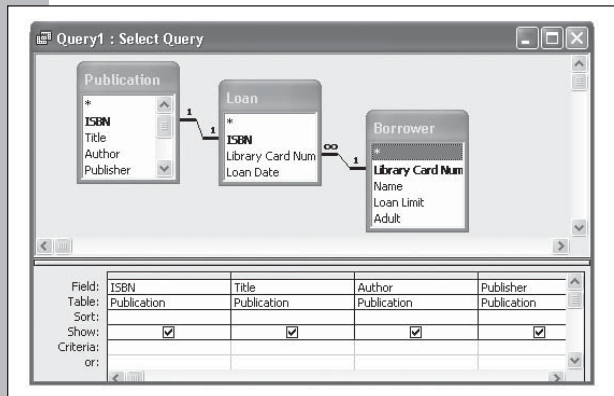 Query1 : Select Query
Publication
*
ISBN
Title
Author
Publisher
1
1
Loan
*
ISBN
Library Card Num
Loan Date
∞
1
Borrower
*
Library Card Num
Name
Loan Limit
Adult
Field: ISBN Title Author Publisher
Table: Publication Publication Publication Publication
Sort:
Show:
Criteria:
or: